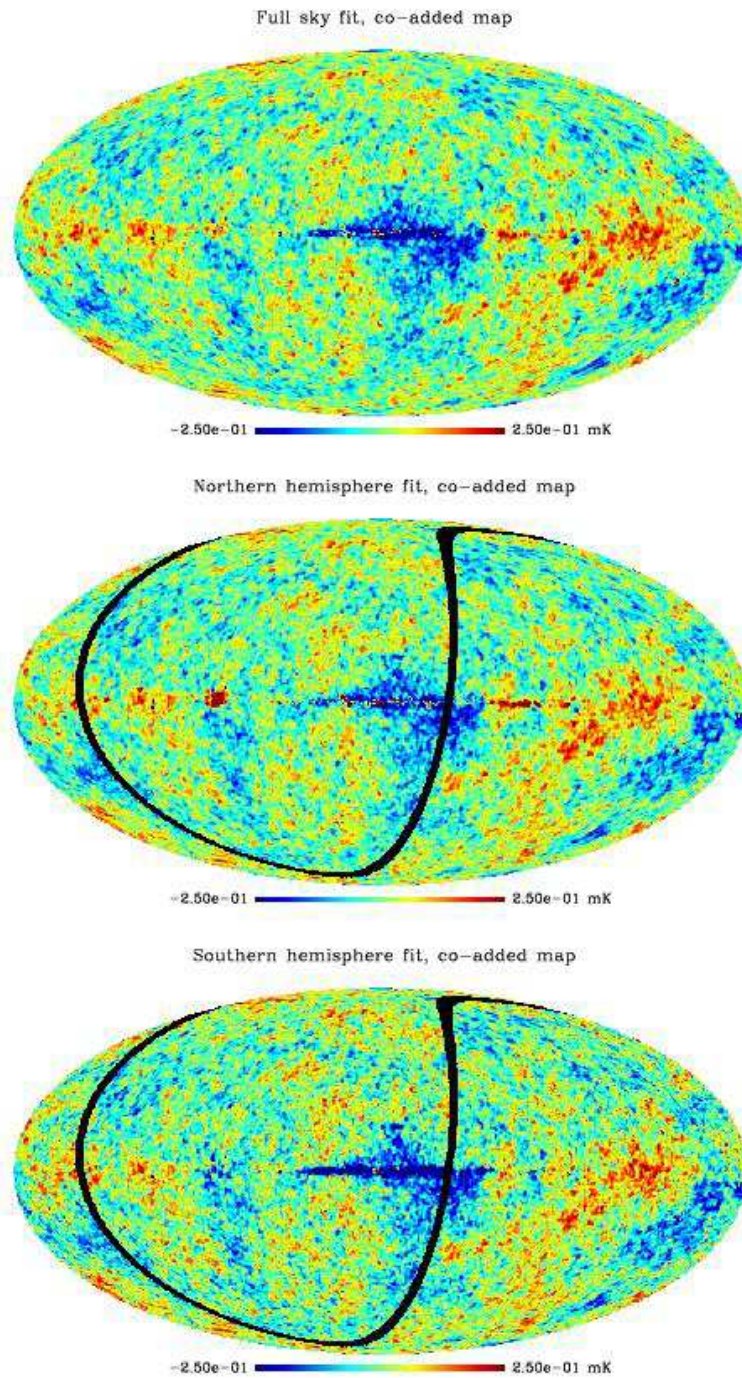 Full sky fit, co-added map
-2.50e-01 2.50e-01 mK
Northern hemisphere fit, co-added map
-2.50e-01 2.50e-01 mK
Southern hemisphere fit, co-added map
-2.50e-01 2.50e-01 mK